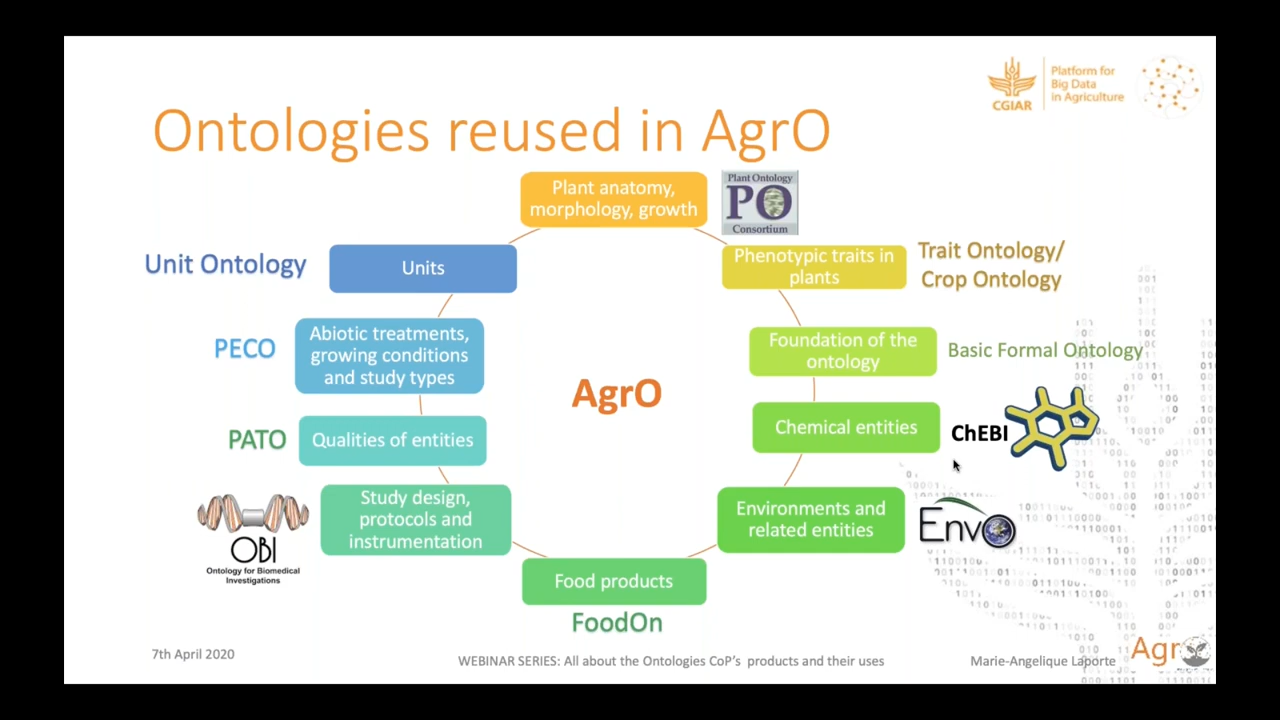 CGIAR
Platform for
Big Data
in Agriculture
Ontologies reused in AgrO
Plant anatomy,
morphology, growth
Plant Ontology
PO
Consortium
Unit Ontology
Units
Phenotypic traits in
plants
Trait Ontology/
Crop Ontology
PECO
Abiotic treatments,
growing conditions
and study types
Foundation of the
ontology
Basic Formal Ontology
AgrO
PATO
Qualities of entities
Chemical entities
ChEBI
OBI
Ontology for Biomedical
Investigations
Study design,
protocols and
instrumentation
Environments and
related entities
EnvO
Food products
FoodOn
7th April 2020
WEBINAR SERIES: All about the Ontologies CoP's products and their uses
Marie-Angelique Laporte
AgrO